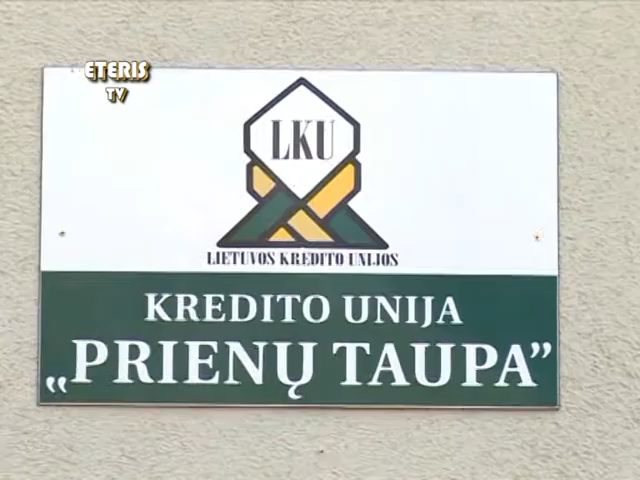 ETERIS
TV
LKU
LIETUVOS KREDITO UNIJOS
KREDITO UNIJA
„PRIENŲ TAUPA”